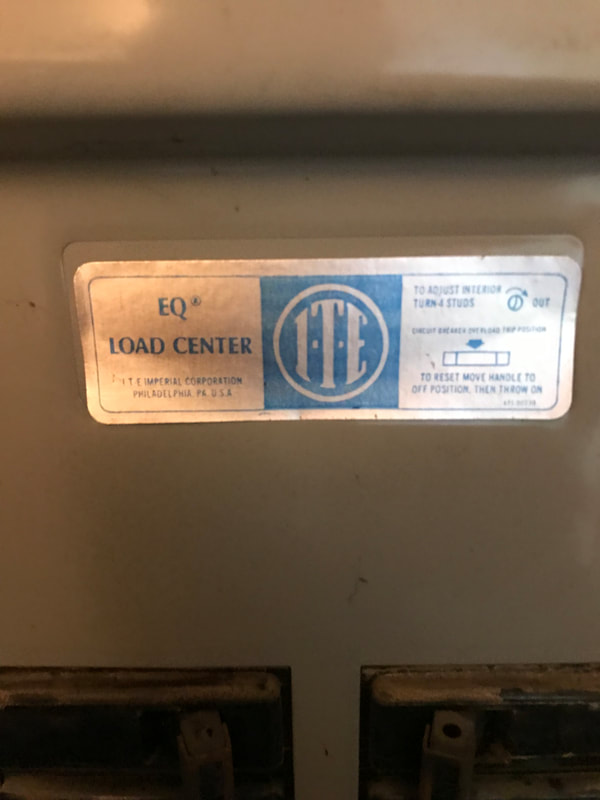 EQ®
LOAD CENTER
I T E IMPERIAL CORPORATION
PHILADELPHIA, PA. U.S.A.
I·T·E
TO ADJUST INTERIOR
TURN 4 STUDS
OUT
CIRCUIT BREAKER OVERLOAD TRIP POSITION
TO RESET MOVE HANDLE TO
OFF POSITION, THEN THROW ON